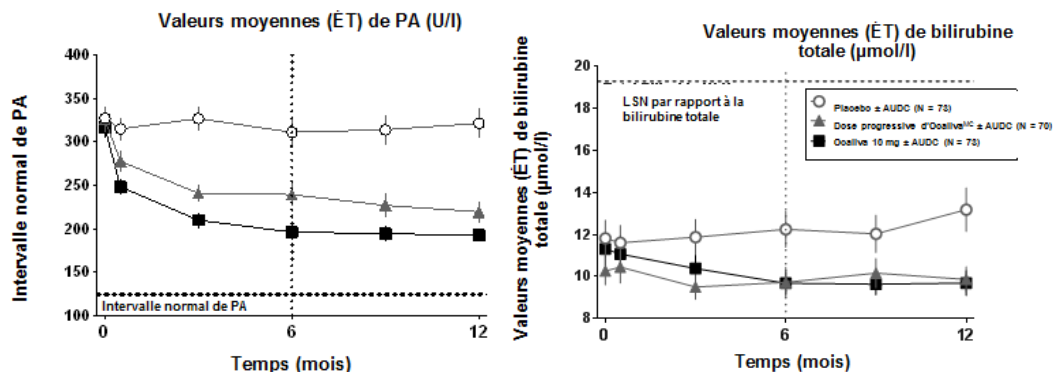 Valeurs moyennes (ÉT) de PA (U/l)
Intervalle normal de PA
400
350
300
250
200
150
100
Intervalle normal de PA
0
6
12
Temps (mois)
Valeurs moyennes (ÉT) de bilirubine
totale (µmol/l)
Valeurs moyennes (ÉT) de bilirubine
totale (µmol/l)
20
18
16
14
12
10
8
LSN par rapport à la
bilirubine totale
Placebo ± AUDC (N = 73)
Dose progressive d'Ocaliva^MC ± AUDC (N = 70)
Ocaliva 10 mg ± AUDC (N = 73)
0
6
12
Temps (mois)